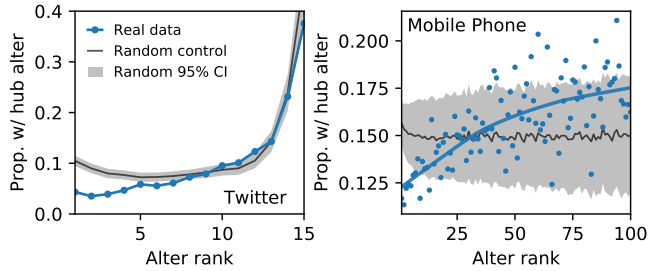 Prop. w/ hub alter
0.4
0.3
0.2
0.1
0.0
Real data
Random control
Random 95% CI
Twitter
5
10
15
Alter rank
Prop. w/ hub alter
0.200
0.175
0.150
0.125
Mobile Phone
25
50
75
100
Alter rank